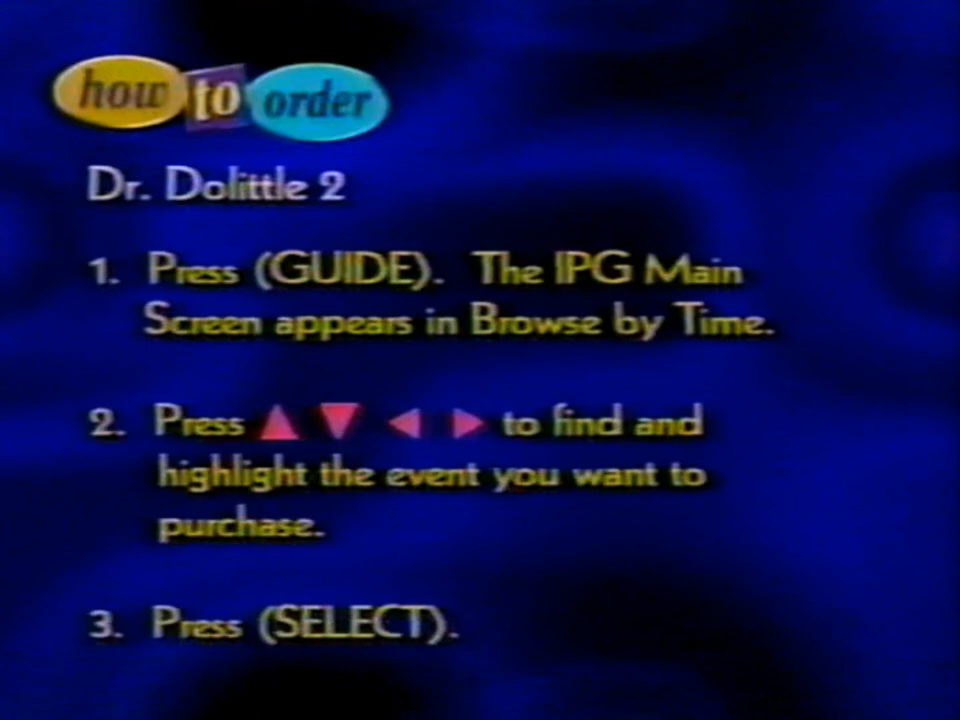 how to order
Dr. Dolittle 2
1. Press (GUIDE). The IPG Main
Screen appears in Browse by Time.
2. Press ▲ ▼ ◀ ▶ to find and
highlight the event you want to
purchase.
3. Press (SELECT).